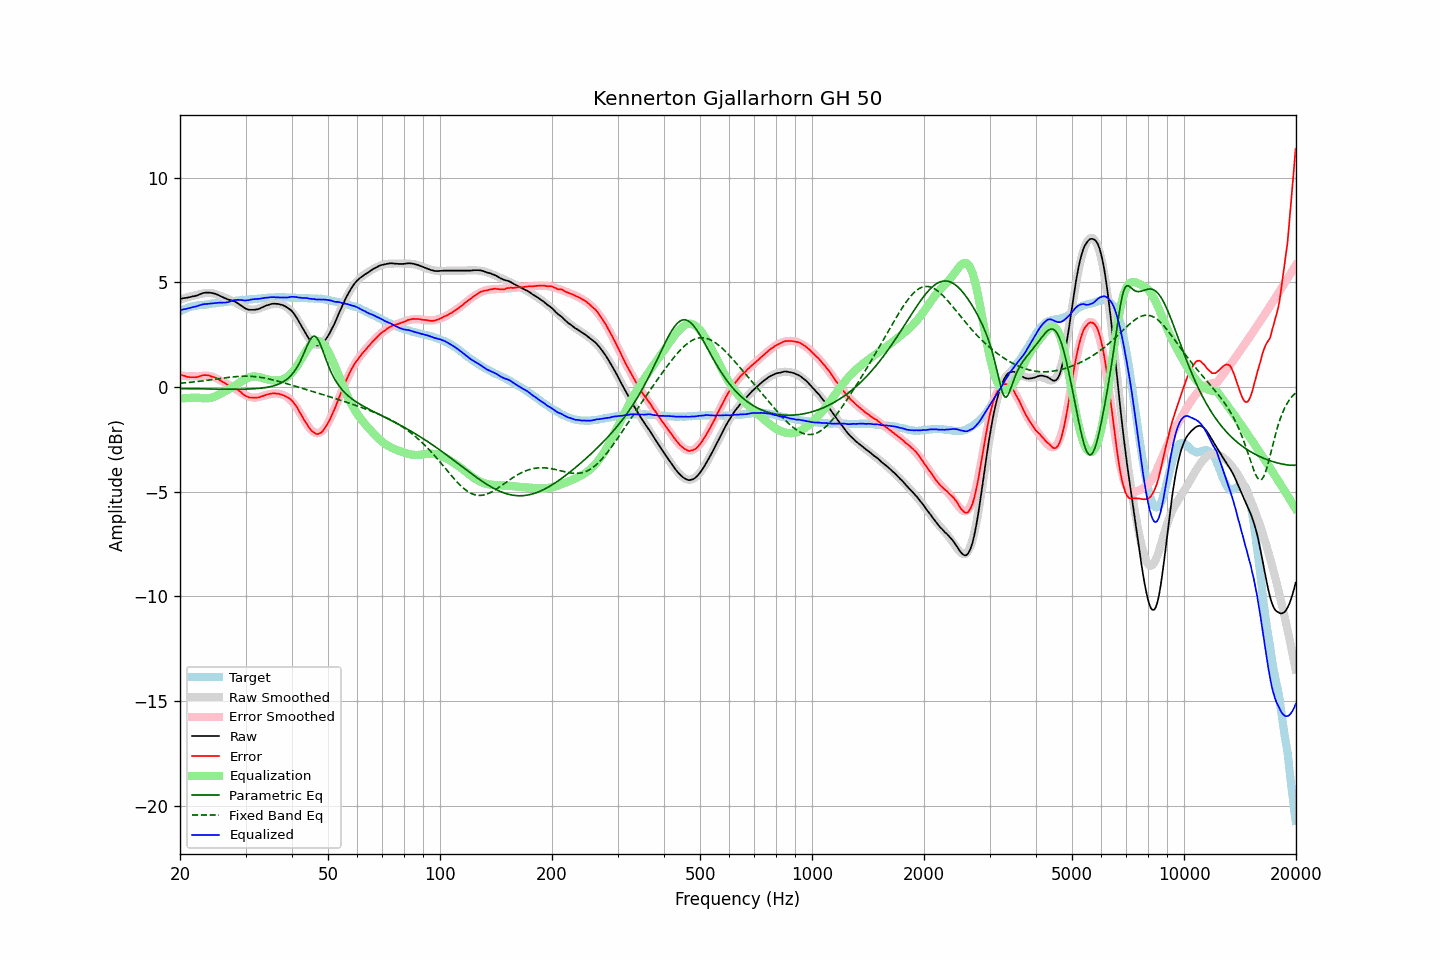 Kennerton Gjallarhorn GH 50
Amplitude (dBr)
10
5
0
−5
−10
−15
−20
Target
Raw Smoothed
Error Smoothed
Raw
Error
Equalization
Parametric Eq
Fixed Band Eq
Equalized
20
50
100
200
500
1000
2000
5000
10000
20000
Frequency (Hz)